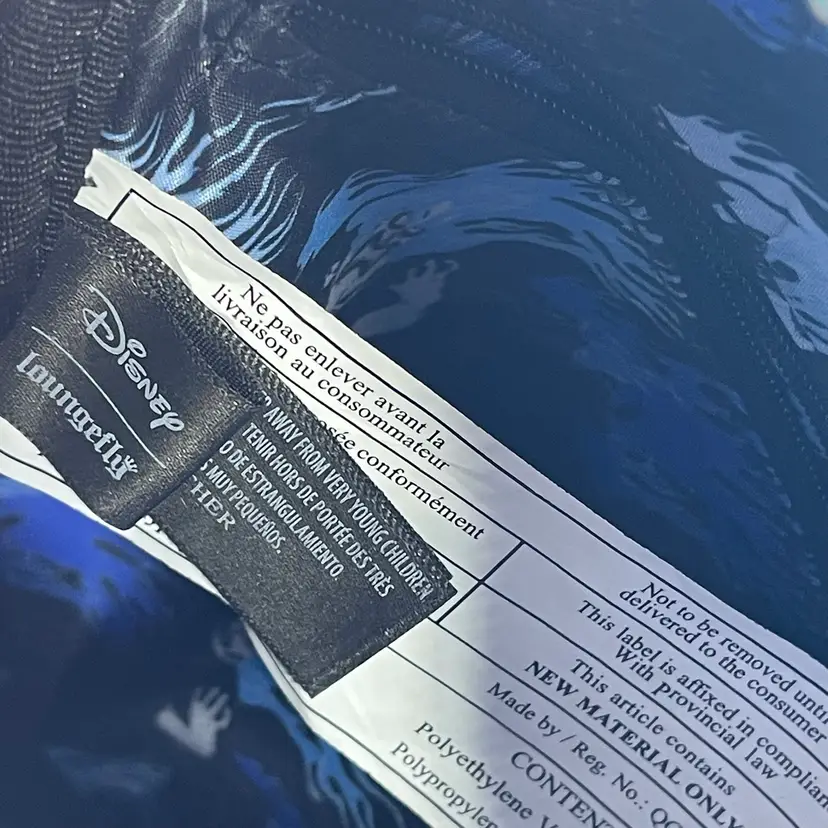 Disney
Loungefly
AWAY FROM VERY YOUNG CHILDREN
TENIR HORS DE PORTÉE DES TRÈS
DE ESTRANGULAMIENTO.
MUY PEQUEÑOS.
Ne pas enlever avant la
livraison au consommateur
conformément
Not to be removed until
delivered to the consumer
This label is affixed in
With provincial law
This article contains
NEW MATERIAL ONLY
Made by / Reg. No.:
Polyethylene